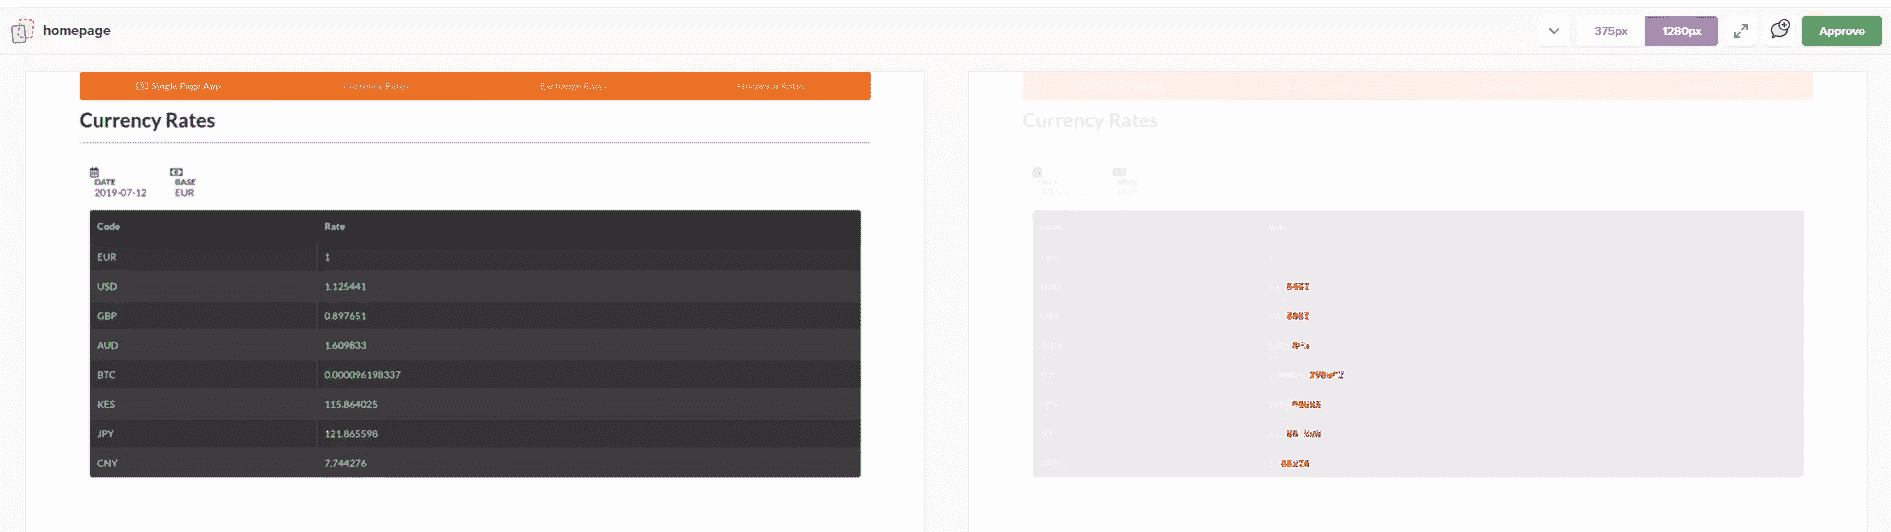 homepage
375px 1280px Approve
Single Page App Currency Rates Exchange Rates Historical Rates
Currency Rates
Currency Rates
DATE BASE
2019-07-12 EUR
Code Rate
EUR 1
USD 1.125441
GBP 0.897651
AUD 1.609833
BTC 0.000096198337
KES 115.864025
JPY 121.865598
CNY 7.744276